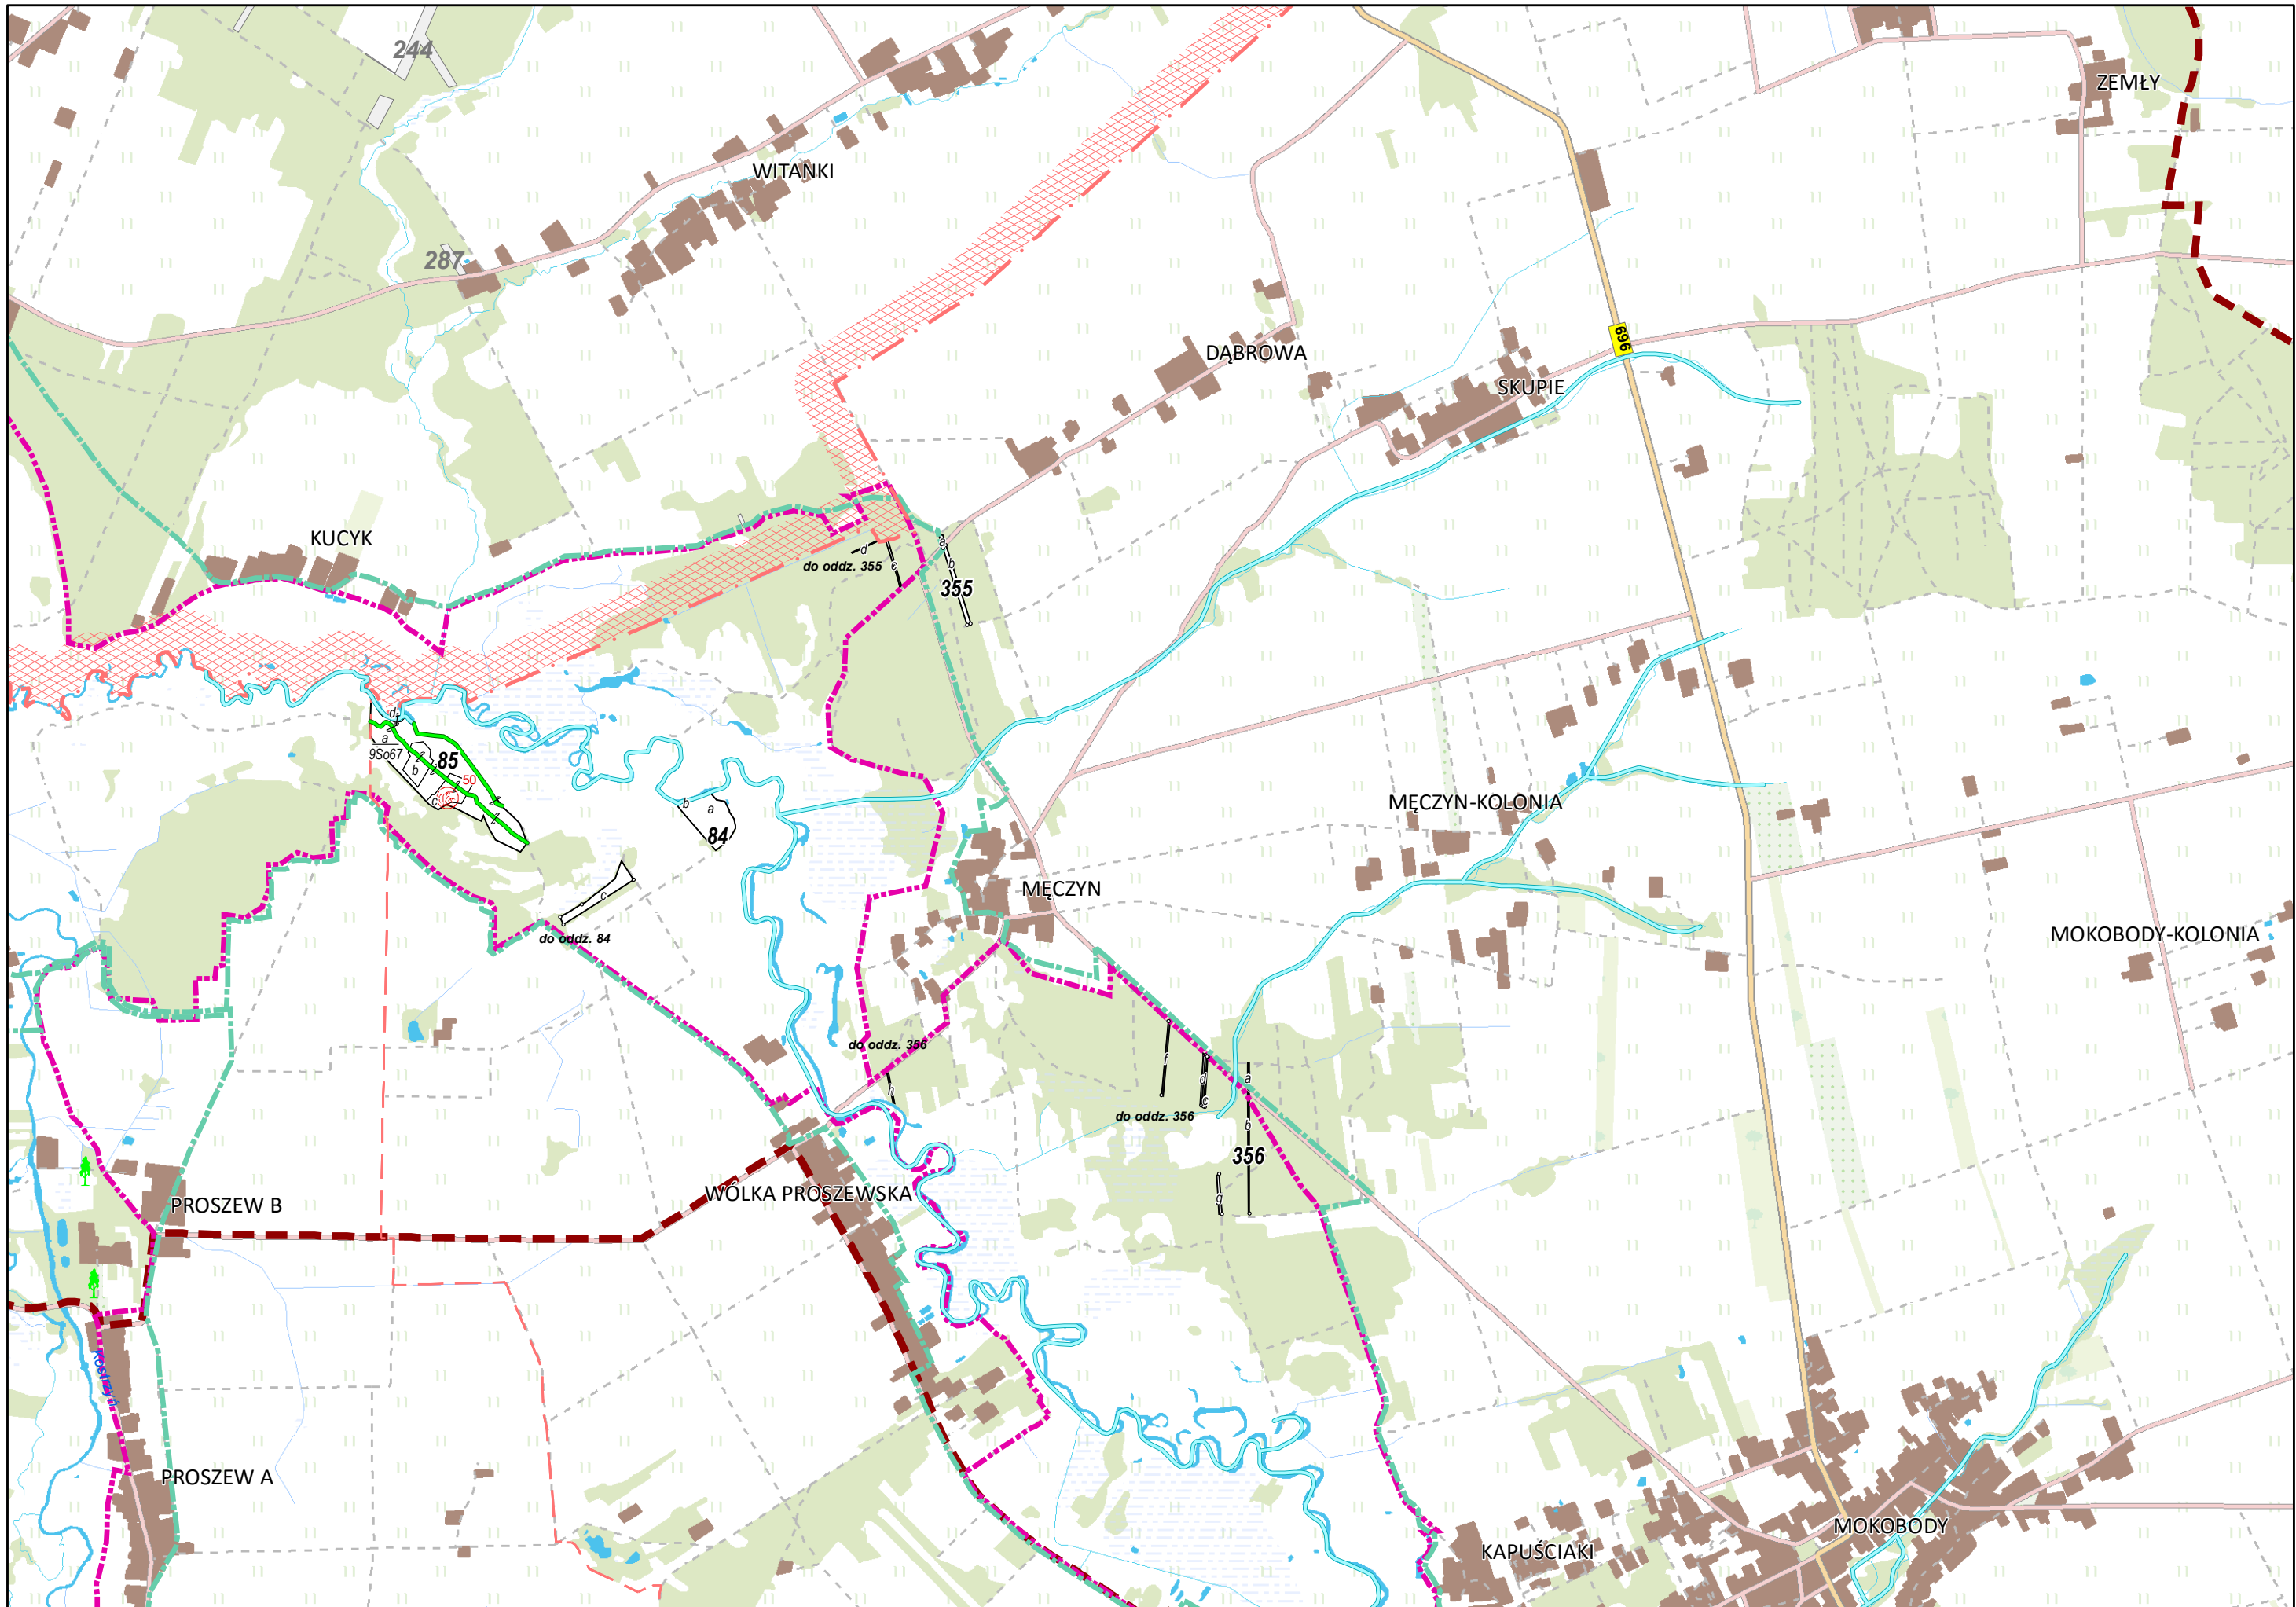 244
ZEMŁY
WITANKI
287
696
DĄBROWA
SKUPIE
KUCYK
d
do oddz. 355
e
a
b
355
d
a
9So67
b
85
50
c
b
a
84
MĘCZYN-KOLONIA
MĘCZYN
c
do oddz. 84
MOKOBODY-KOLONIA
do oddz. 356
h
f
d
c
do oddz. 356
a
b
356
g
WÓLKA PROSZEWSKA
PROSZEW B
Kostrzyń
PROSZEW A
MOKOBODY
KAPUŚCIAKI